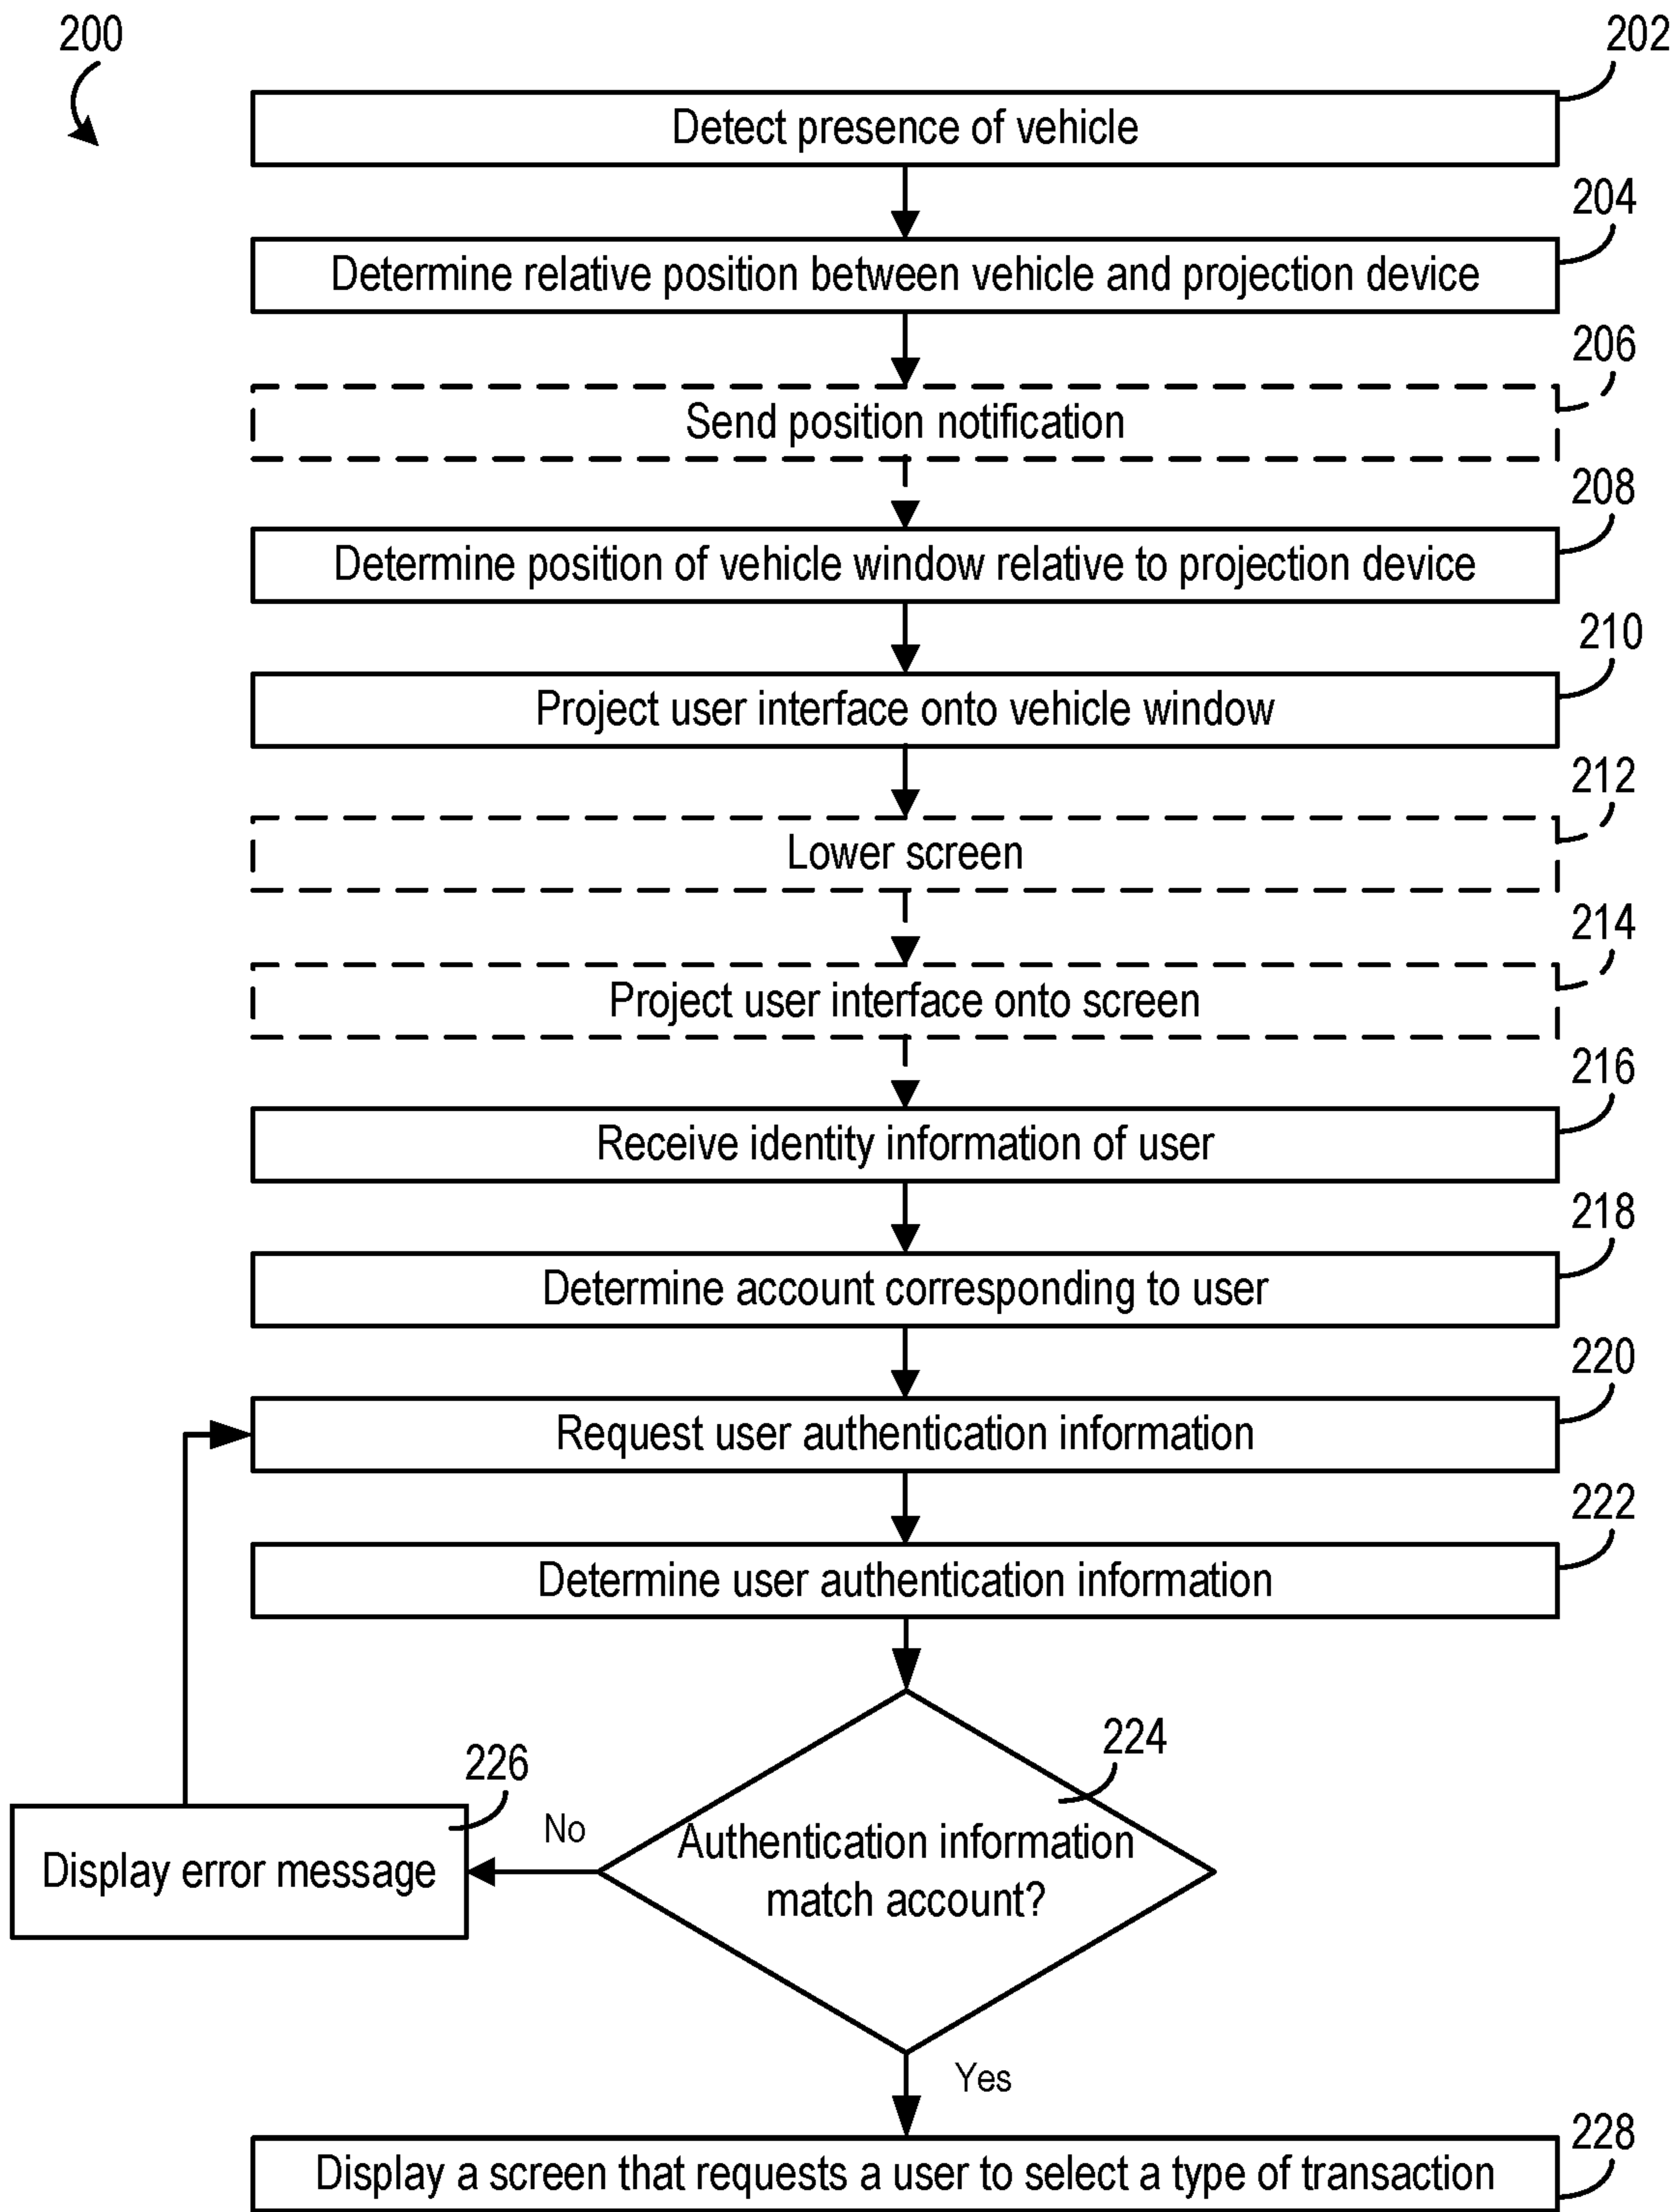 200
202
Detect presence of vehicle
204
Determine relative position between vehicle and projection device
206
Send position notification
208
Determine position of vehicle window relative to projection device
210
Project user interface onto vehicle window
212
Lower screen
214
Project user interface onto screen
216
Receive identity information of user
218
Determine account corresponding to user
220
Request user authentication information
222
Determine user authentication information
224
Authentication information
match account?
No
226
Display error message
Yes
228
Display a screen that requests a user to select a type of transaction